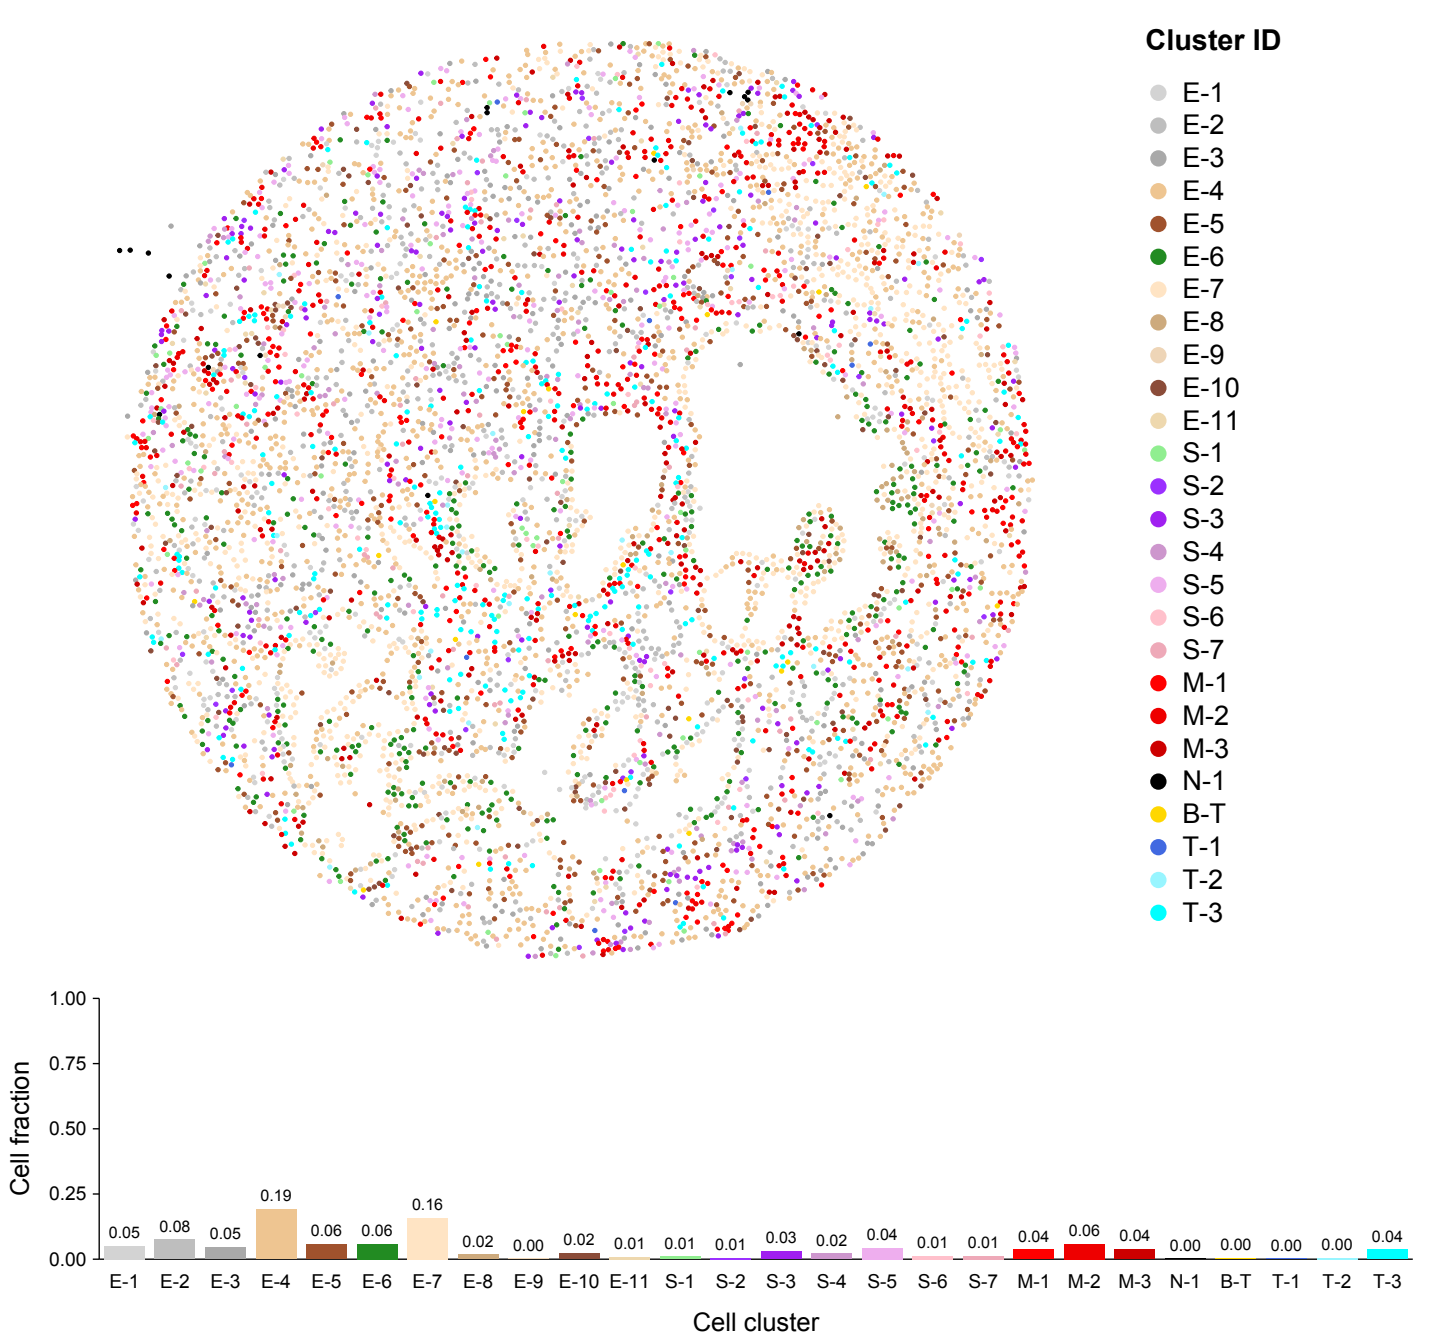 Cluster ID
E-1
E-2
E-3
E-4
E-5
E-6
E-7
E-8
E-9
E-10
E-11
S-1
S-2
S-3
S-4
S-5
S-6
S-7
M-1
M-2
M-3
N-1
B-T
T-1
T-2
T-3
1.00
0.75
0.50
0.25
0.00
Cell fraction
0.05 0.08 0.05 0.19 0.06 0.06 0.16 0.02 0.00 0.02 0.01 0.01 0.01 0.03 0.02 0.04 0.01 0.01 0.04 0.06 0.04 0.00 0.00 0.00 0.00 0.04
E-1 E-2 E-3 E-4 E-5 E-6 E-7 E-8 E-9 E-10 E-11 S-1 S-2 S-3 S-4 S-5 S-6 S-7 M-1 M-2 M-3 N-1 B-T T-1 T-2 T-3
Cell cluster